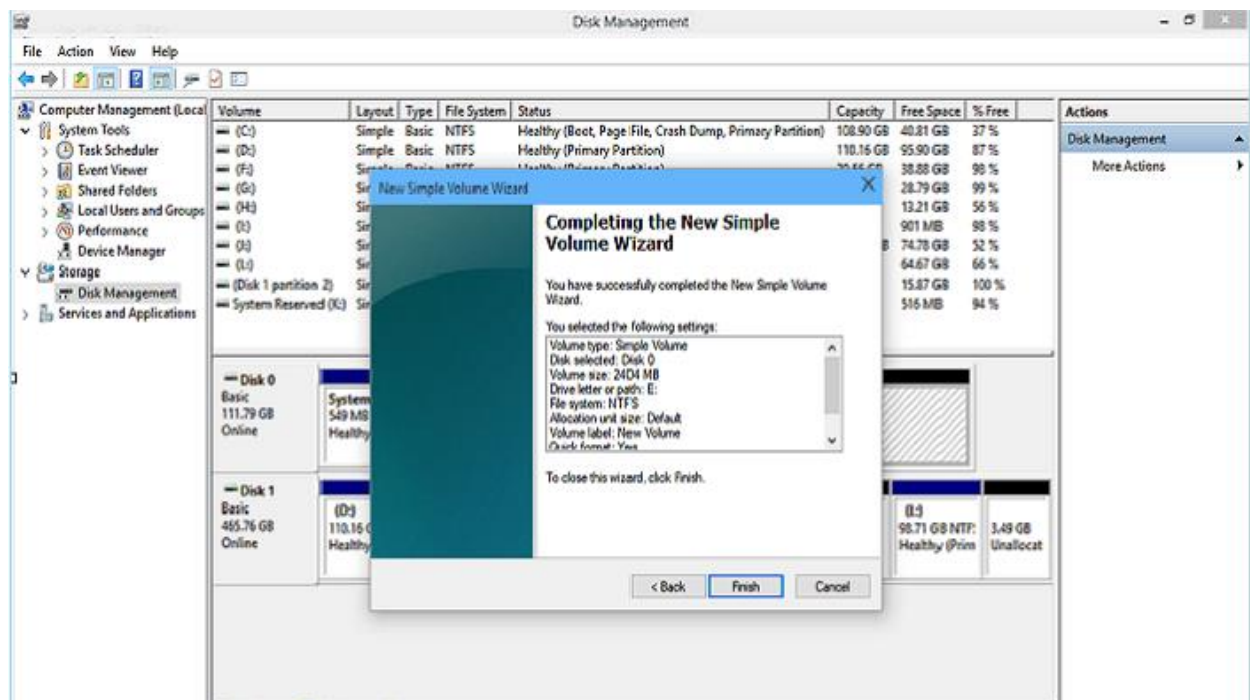 Disk Management
File Action View Help
Computer Management (Local
System Tools
Task Scheduler
Event Viewer
Shared Folders
Local Users and Groups
Performance
Device Manager
Storage
Disk Management
Services and Applications
Volume Layout Type File System Status Capacity Free Space % Free
(C:) Simple Basic NTFS Healthy (Boot, Page File, Crash Dump, Primary Partition) 108.90 GB 40.81 GB 37 %
(D:) Simple Basic NTFS Healthy (Primary Partition) 110.16 GB 95.90 GB 87 %
(F:) 38.88 GB 98 %
(G:) 28.79 GB 99 %
(H:) 13.21 GB 56 %
901 MB 98 %
74.78 GB 52 %
(L:) 64.67 GB 66 %
(Disk 1 partition 2) 15.87 GB 100 %
System Reserved (K:) 516 MB 94 %
Actions
Disk Management
More Actions
New Simple Volume Wizard
Completing the New Simple
Volume Wizard
You have successfully completed the New Simple Volume
Wizard.
You selected the following settings:
Volume type: Simple Volume
Disk selected: Disk 0
Volume size: 24D4 MB
Drive letter or path: E:
File system: NTFS
Allocation unit size: Default
Volume label: New Volume
Quick format: Yes
To close this wizard, click Finish.
< Back Finish Cancel
Disk 0
Basic
111.79 GB
Online
System
549 MB
Healthy
Disk 1
Basic
465.76 GB
Online
(D:)
110.16 G
Healthy
98.71 GB NTF:
Healthy (Prim
3.49 GB
Unallocat